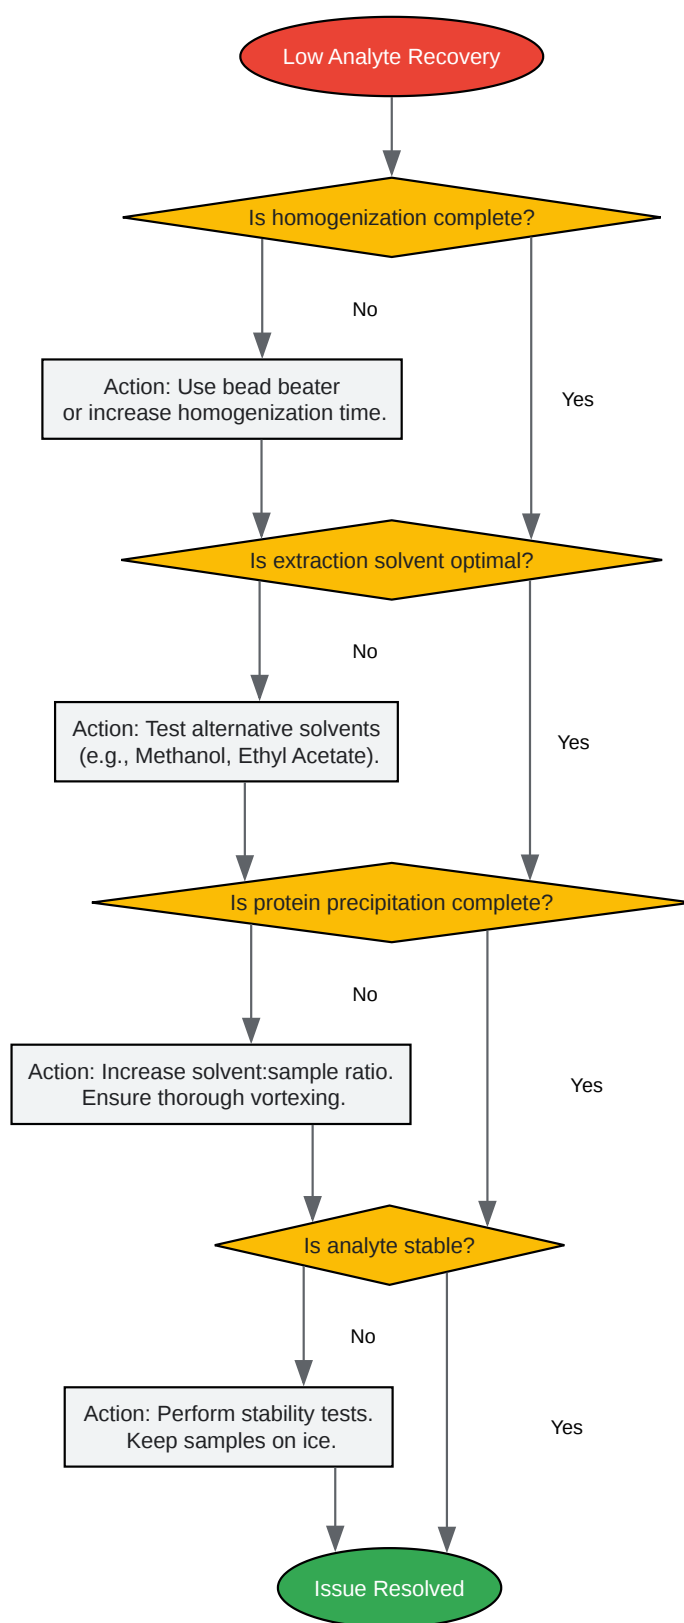 Low Analyte Recovery
Is homogenization complete?
No
Action: Use bead beater
or increase homogenization time.
Yes
Is extraction solvent optimal?
No
Action: Test alternative solvents
(e.g., Methanol, Ethyl Acetate).
Yes
Is protein precipitation complete?
No
Action: Increase solvent:sample ratio.
Ensure thorough vortexing.
Yes
Is analyte stable?
No
Action: Perform stability tests.
Keep samples on ice.
Yes
Issue Resolved